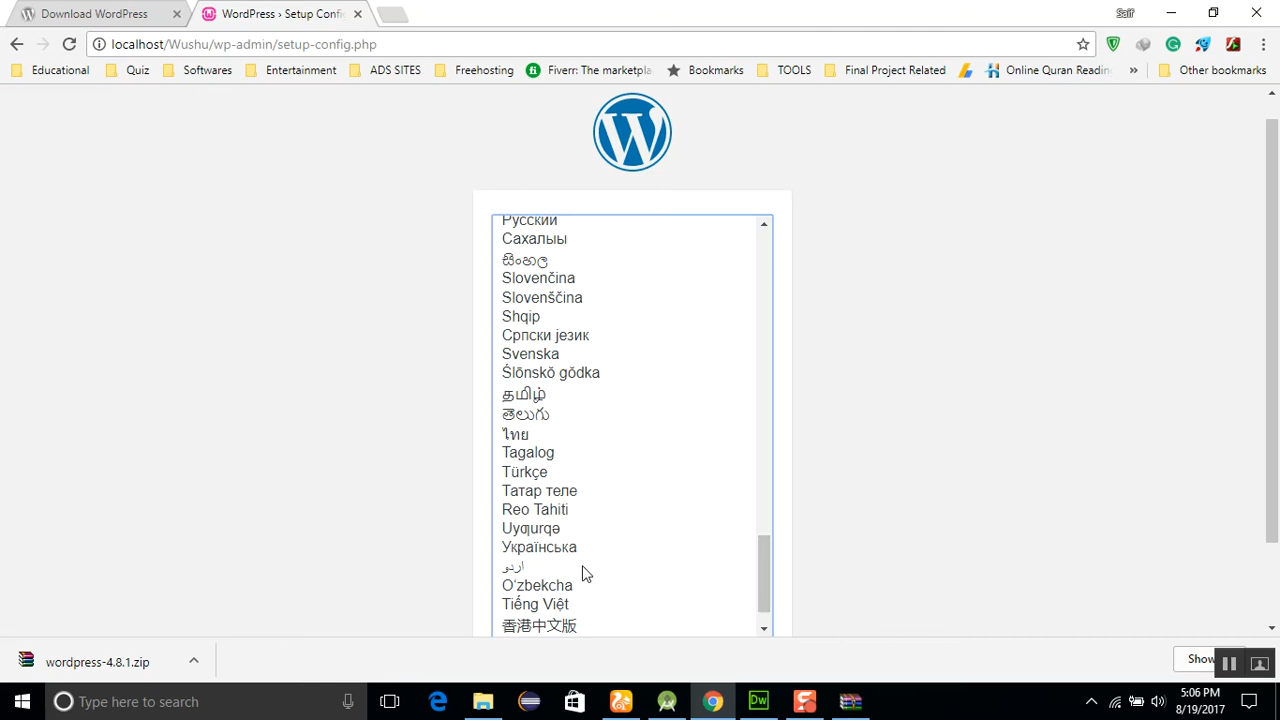 Download WordPress
WordPress › Setup Config
Saif
localhost/Wushu/wp-admin/setup-config.php
Educational
Quiz
Softwares
Entertainment
ADS SITES
Freehosting
Fiverr: The marketpla
Bookmarks
TOOLS
Final Project Related
Online Quran Readin
»
Other bookmarks
W
Русский
Сахалыы
සිංහල
Slovenčina
Slovenščina
Shqip
Српски језик
Svenska
Ślōnskŏ gŏdka
தமிழ்
తెలుగు
ไทย
Tagalog
Türkçe
Татар теле
Reo Tahiti
Uyƣurqə
Українська
اردو
O‘zbekcha
Tiếng Việt
香港中文版
wordpress-4.8.1.zip
Show
Type here to search
Dw
5:06 PM
8/19/2017